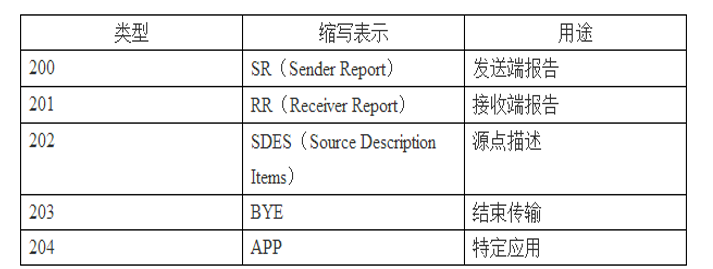 类型 缩写表示 用途
200 SR（Sender Report） 发送端报告
201 RR（Receiver Report） 接收端报告
202 SDES（Source Description 源点描述
Items）
203 BYE 结束传输
204 APP 特定应用